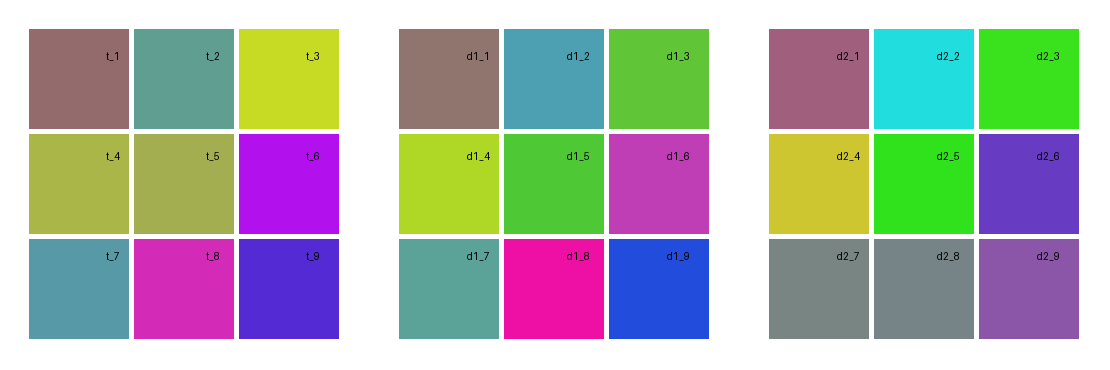 t_1 t_2 t_3 d1_1 d1_2 d1_3 d2_1 d2_2 d2_3
t_4 t_5 t_6 d1_4 d1_5 d1_6 d2_4 d2_5 d2_6
t_7 t_8 t_9 d1_7 d1_8 d1_9 d2_7 d2_8 d2_9